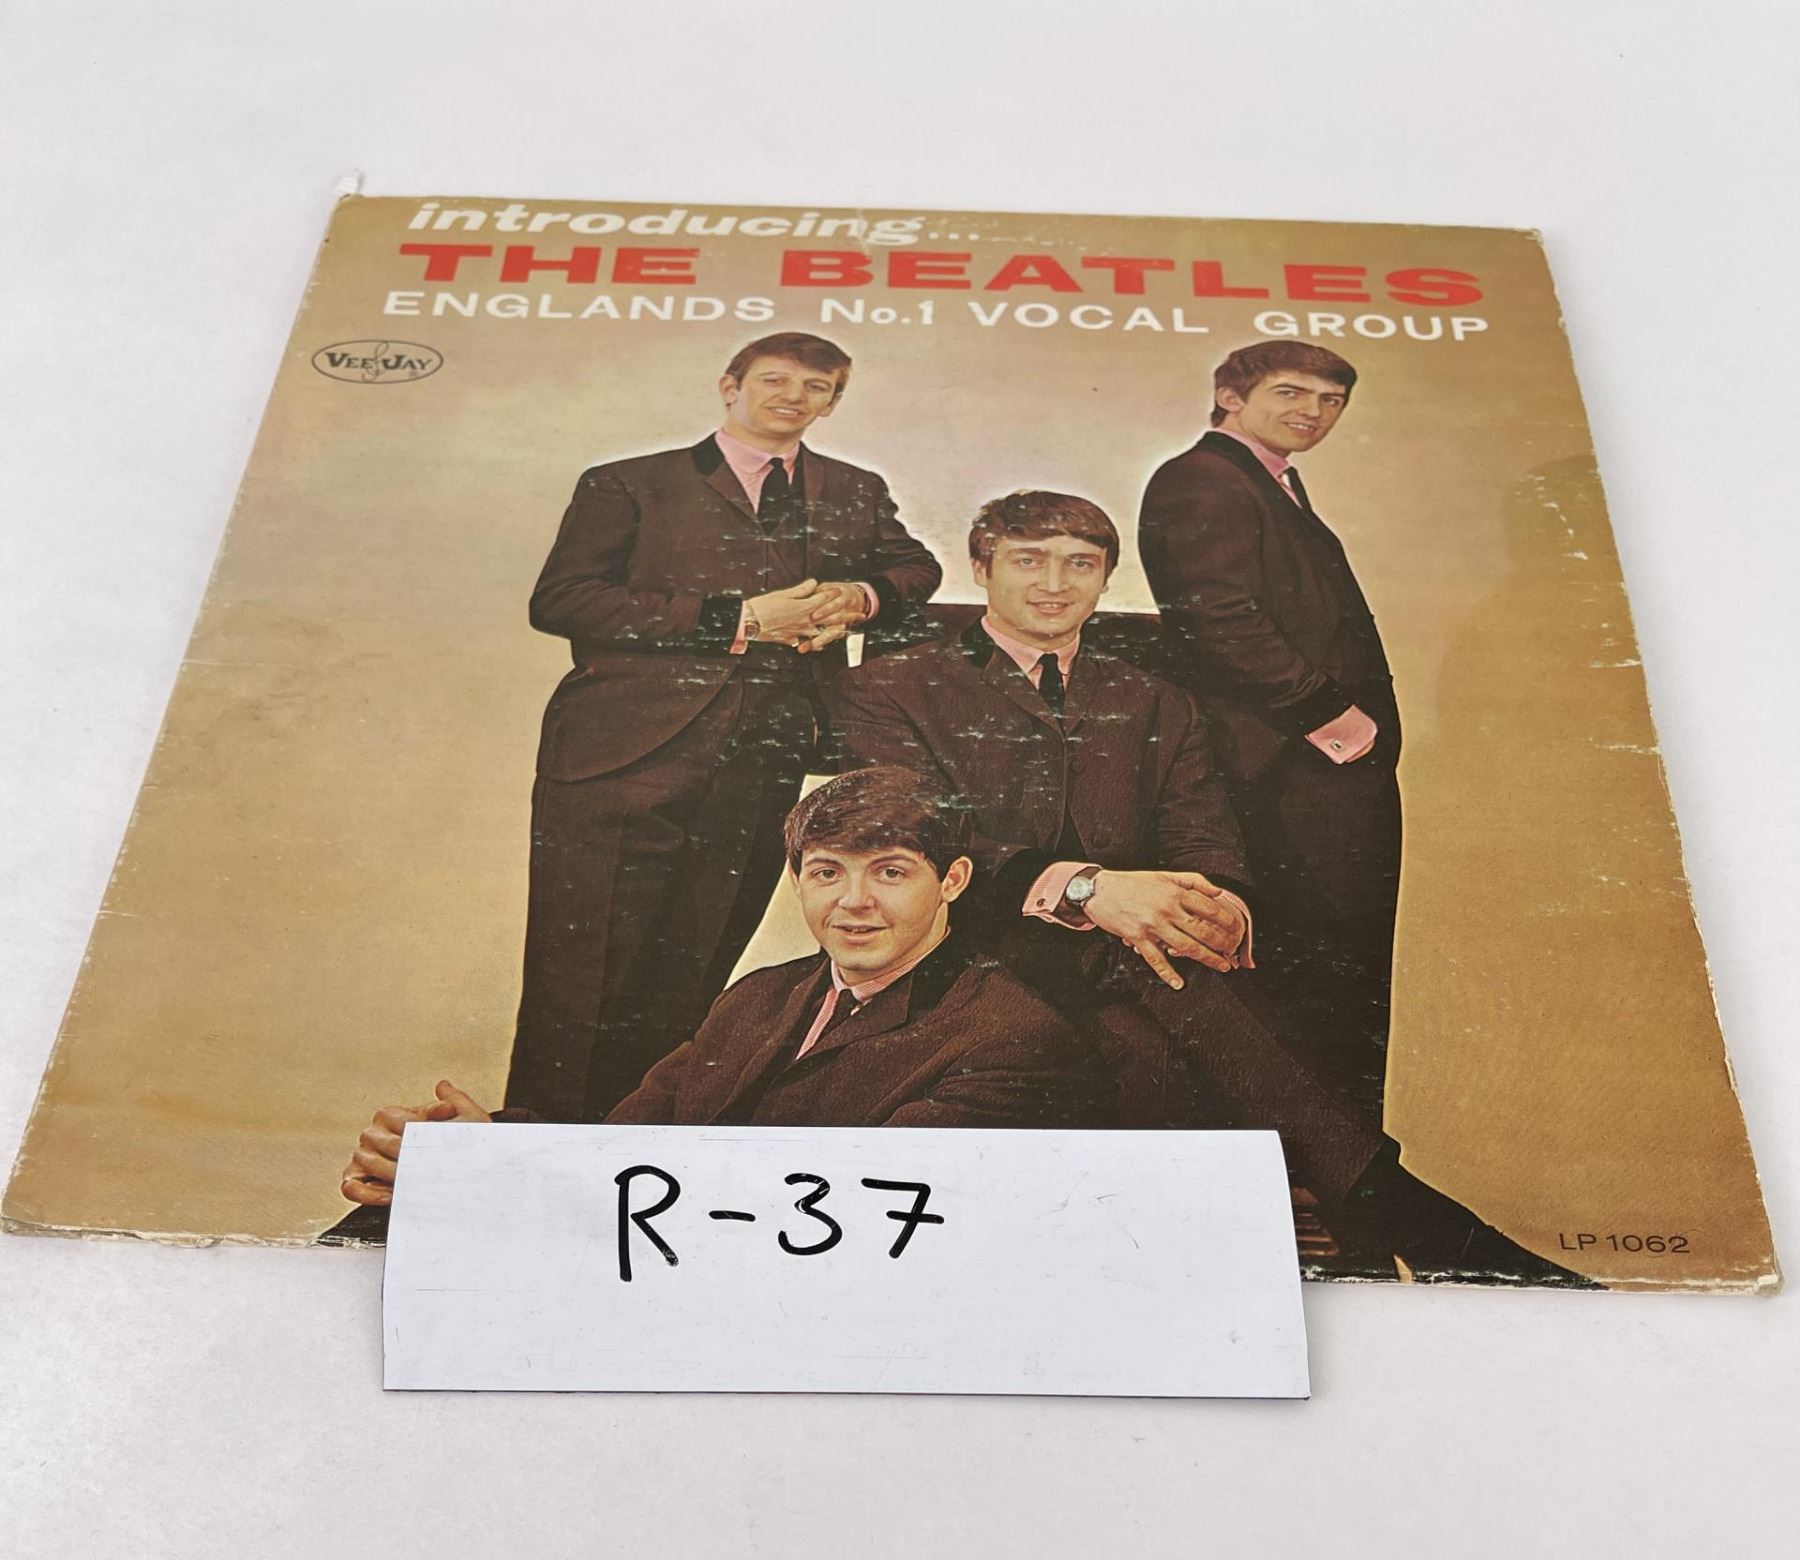 introducing...
THE BEATLES
ENGLANDS No.1 VOCAL GROUP
VEE JAY
R-37
LP 1062